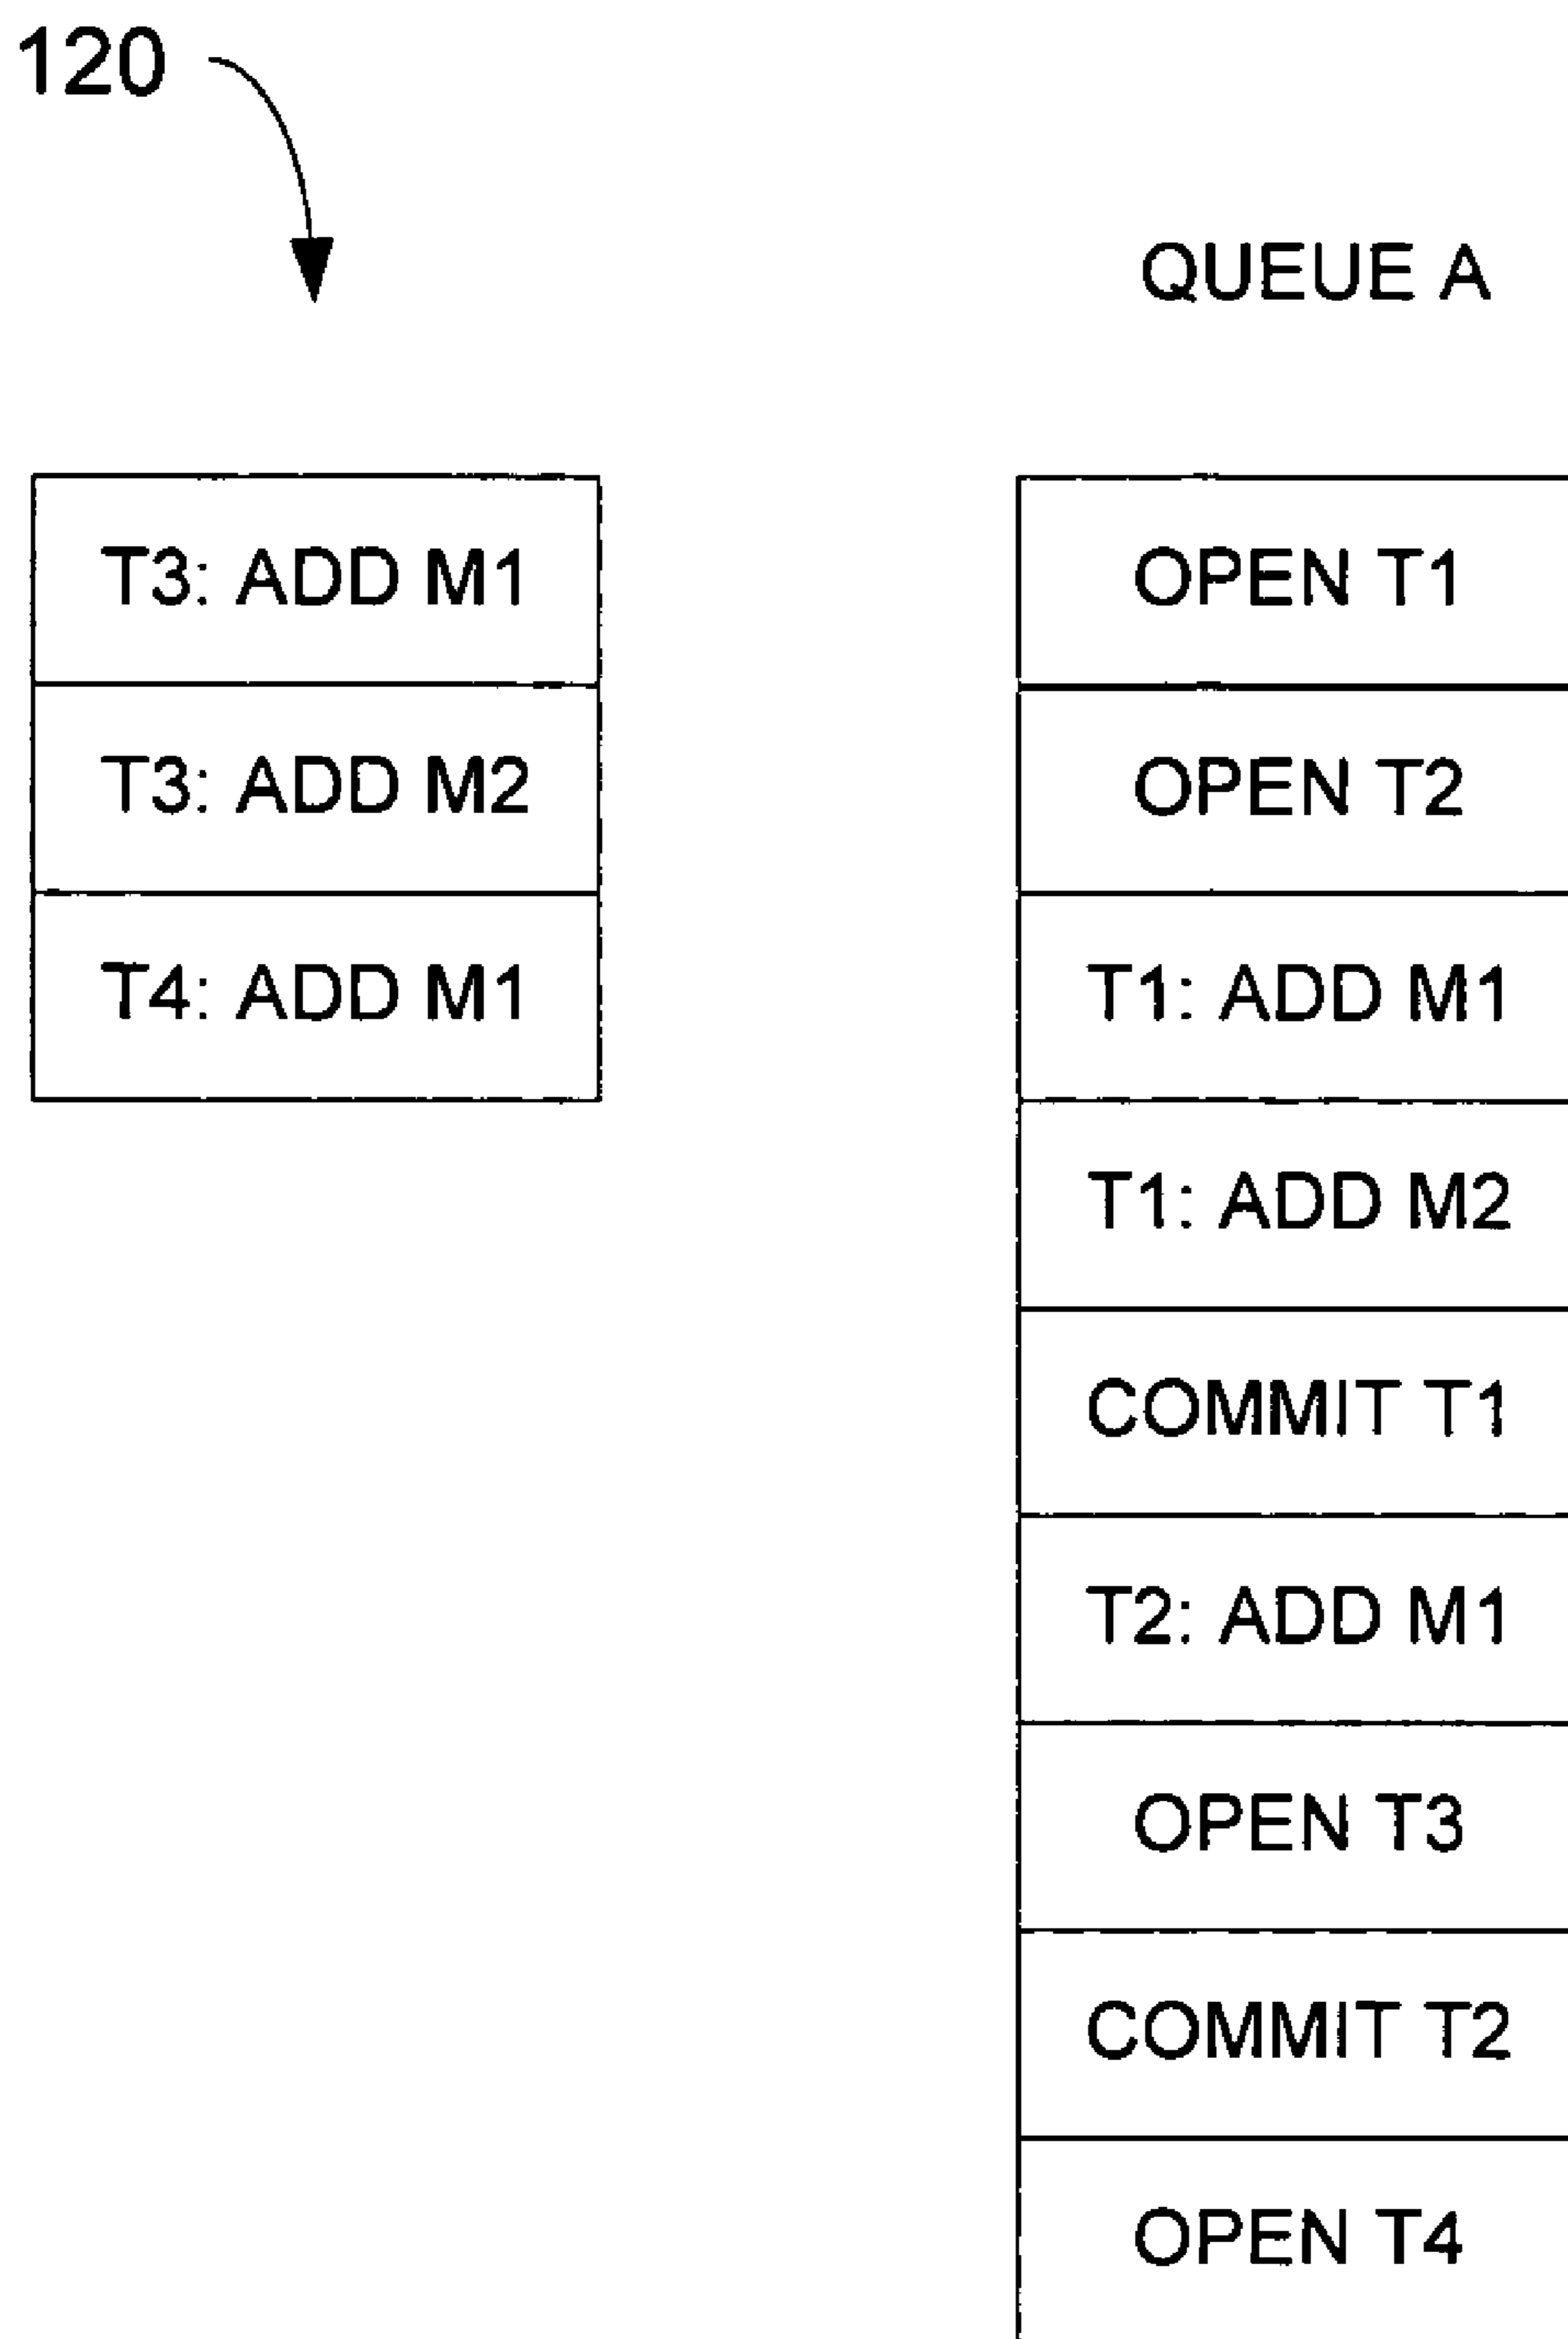 120
QUEUE A
T3: ADD M1
T3: ADD M2
T4: ADD M1
OPEN T1
OPEN T2
T1: ADD M1
T1: ADD M2
COMMIT T1
T2: ADD M1
OPEN T3
COMMIT T2
OPEN T4